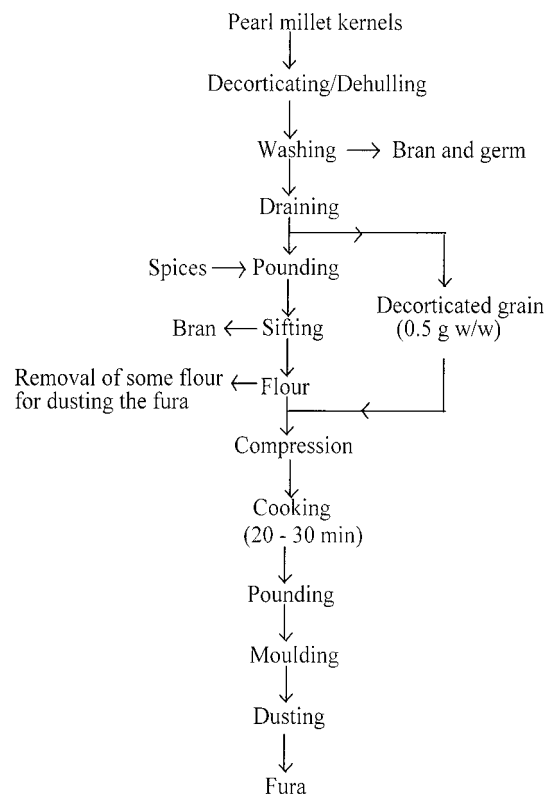 Pearl millet kernels
Decorticating/Dehulling
Washing
Bran and germ
Draining
Spices
Pounding
Decorticated grain
(0.5 g w/w)
Bran
Sifting
Removal of some flour
for dusting the fura
Flour
Compression
Cooking
(20 - 30 min)
Pounding
Moulding
Dusting
Fura